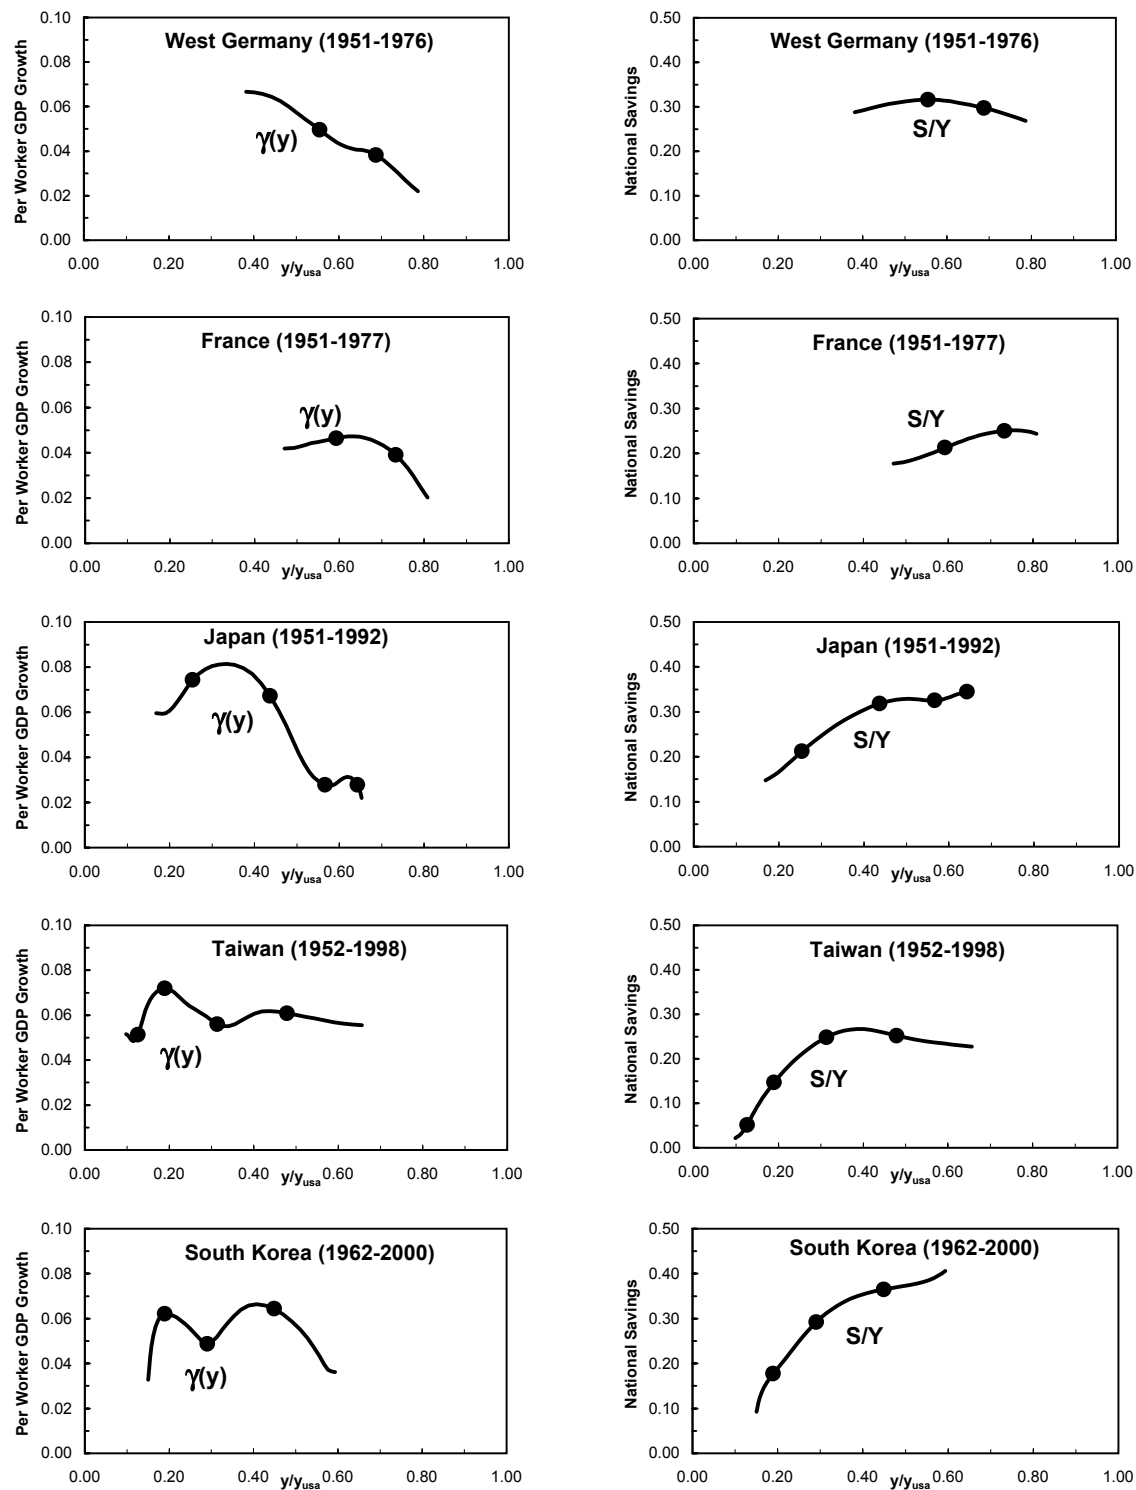 West Germany (1951-1976)
Per Worker GDP Growth
0.10
0.08
0.06
0.04
0.02
0.00
γ(y)
0.00 0.20 0.40 0.60 0.80 1.00
y/yusa
West Germany (1951-1976)
National Savings
0.50
0.40
0.30
0.20
0.10
0.00
S/Y
0.00 0.20 0.40 0.60 0.80 1.00
y/yusa
France (1951-1977)
Per Worker GDP Growth
0.10
0.08
0.06
0.04
0.02
0.00
γ(y)
0.00 0.20 0.40 0.60 0.80 1.00
y/yusa
France (1951-1977)
National Savings
0.50
0.40
0.30
0.20
0.10
0.00
S/Y
0.00 0.20 0.40 0.60 0.80 1.00
y/yusa
Japan (1951-1992)
Per Worker GDP Growth
0.10
0.08
0.06
0.04
0.02
0.00
γ(y)
0.00 0.20 0.40 0.60 0.80 1.00
y/yusa
Japan (1951-1992)
National Savings
0.50
0.40
0.30
0.20
0.10
0.00
S/Y
0.00 0.20 0.40 0.60 0.80 1.00
y/yusa
Taiwan (1952-1998)
Per Worker GDP Growth
0.10
0.08
0.06
0.04
0.02
0.00
γ(y)
0.00 0.20 0.40 0.60 0.80 1.00
y/yusa
Taiwan (1952-1998)
National Savings
0.50
0.40
0.30
0.20
0.10
0.00
S/Y
0.00 0.20 0.40 0.60 0.80 1.00
y/yusa
South Korea (1962-2000)
Per Worker GDP Growth
0.10
0.08
0.06
0.04
0.02
0.00
γ(y)
0.00 0.20 0.40 0.60 0.80 1.00
y/yusa
South Korea (1962-2000)
National Savings
0.50
0.40
0.30
0.20
0.10
0.00
S/Y
0.00 0.20 0.40 0.60 0.80 1.00
y/yusa